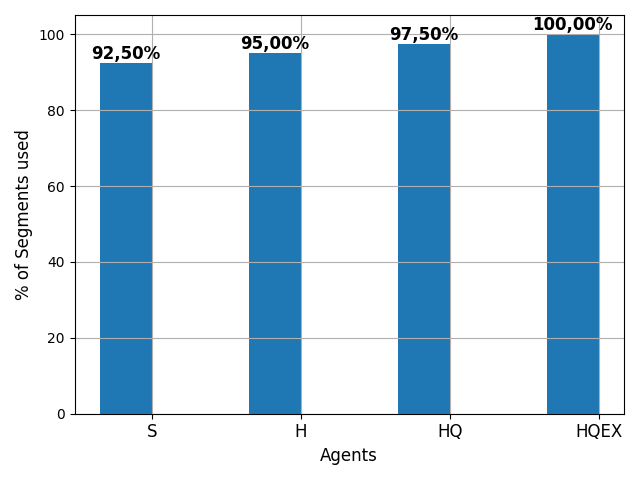 92,50%
95,00%
97,50%
100,00%
100
80
60
40
20
0
% of Segments used
S
H
HQ
HQEX
Agents